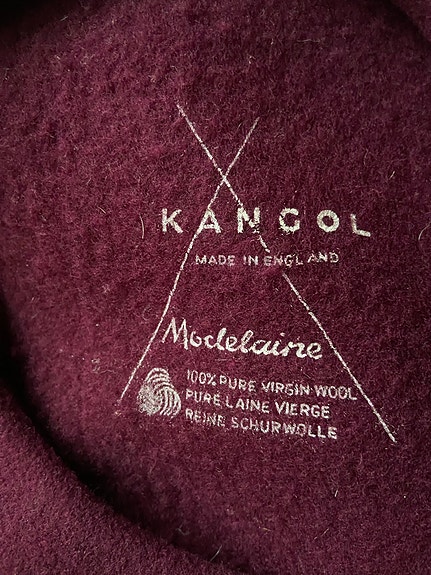 KANGOL
MADE IN ENGLAND
Modelaine
100% PURE VIRGIN WOOL
PURE LAINE VIERGE
REINE SCHURWOLLE